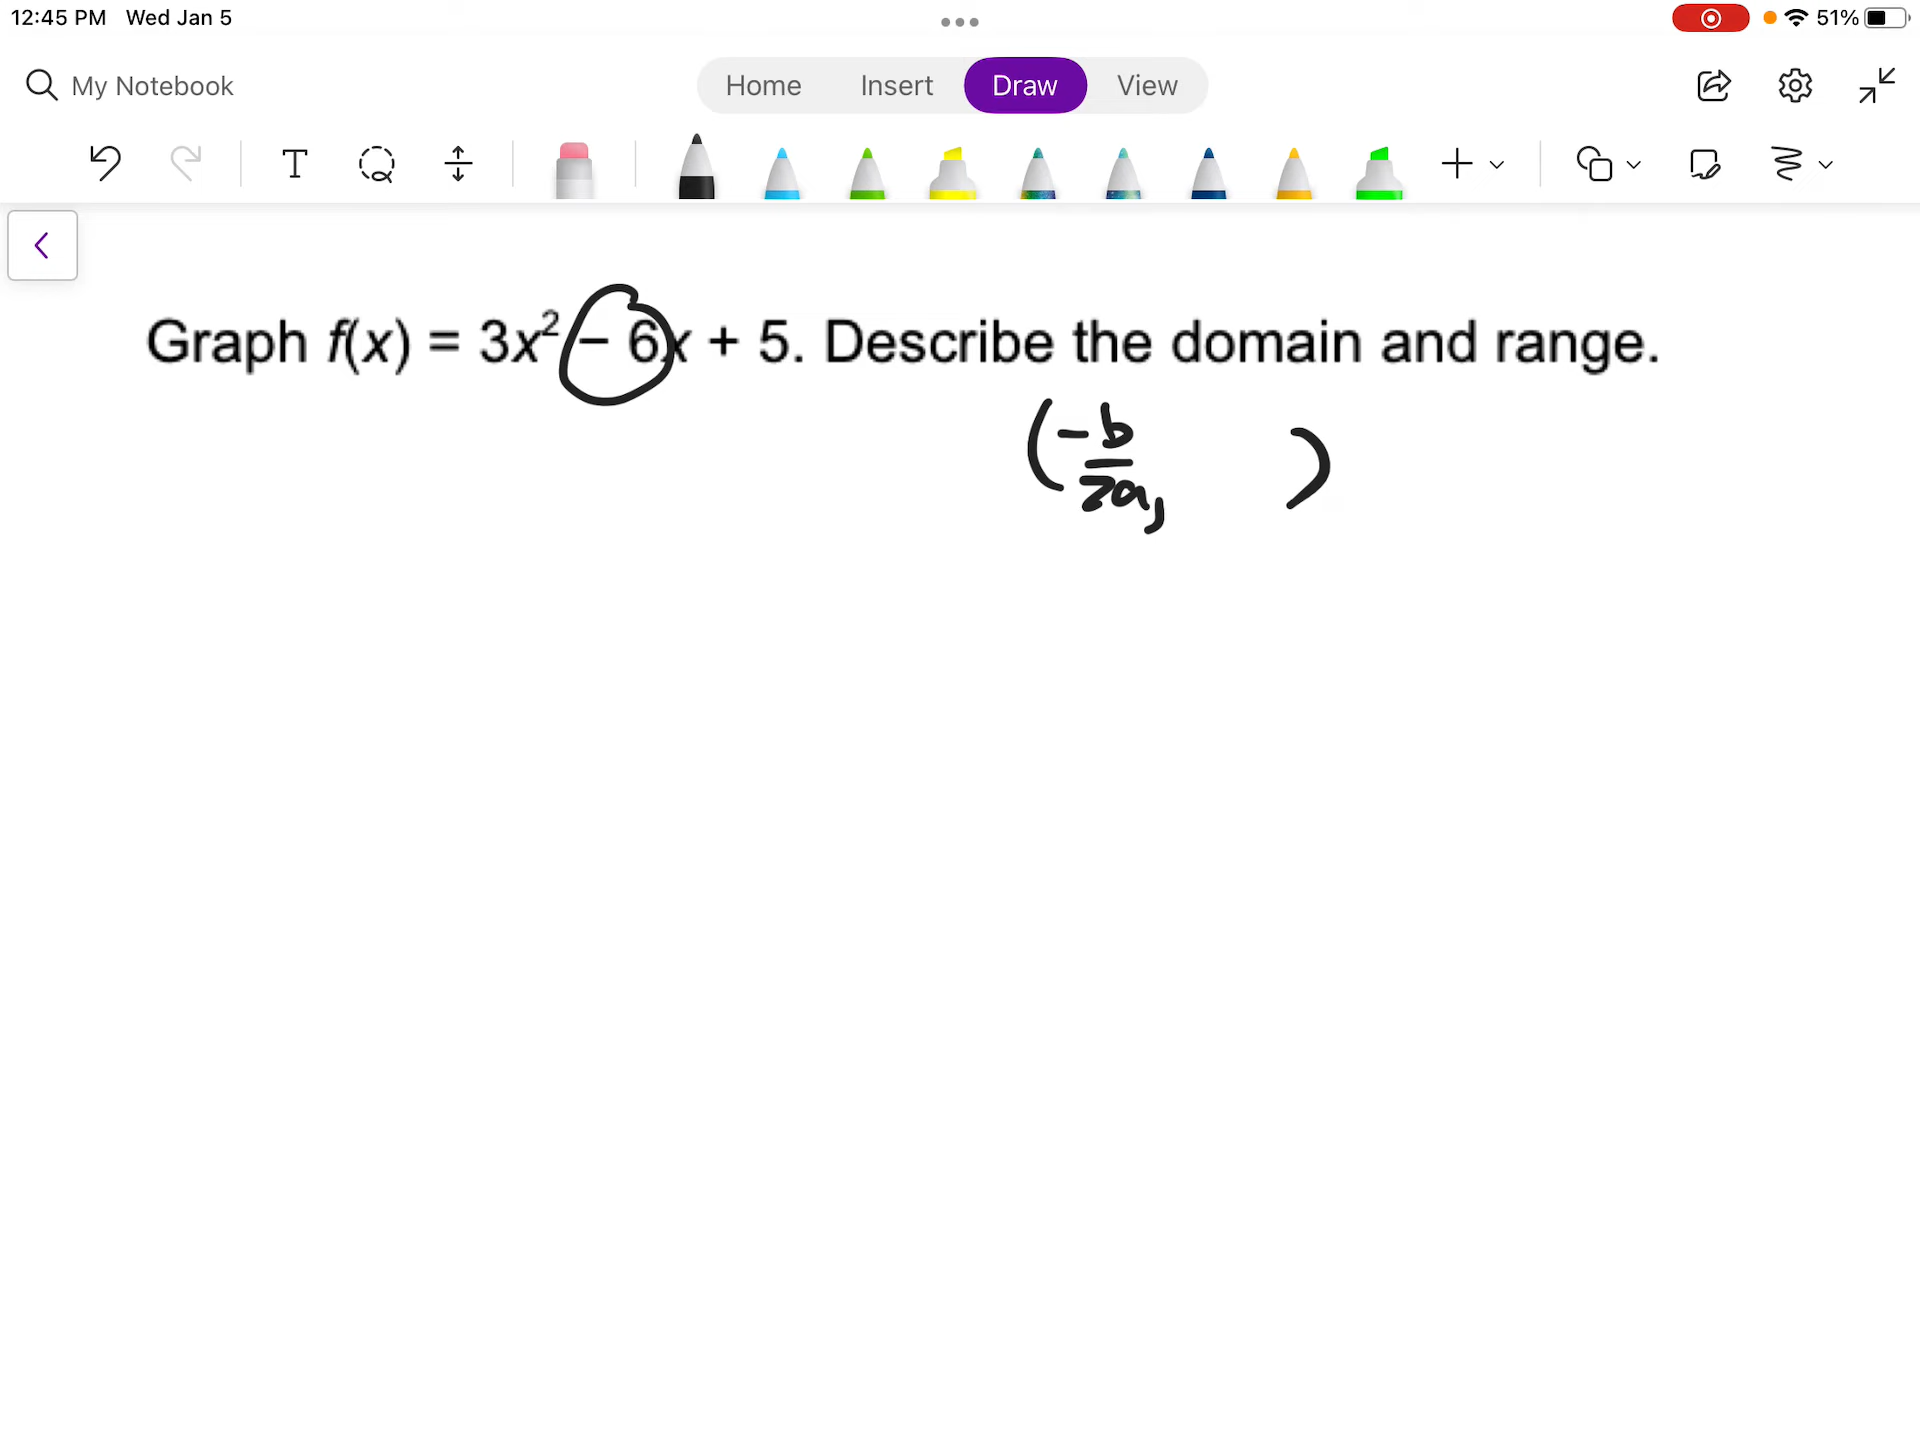 12:45 PM Wed Jan 5 51%
My Notebook Home Insert Draw View
T
Graph f(x) = 3x² − 6x + 5. Describe the domain and range.
(-b/2a, )